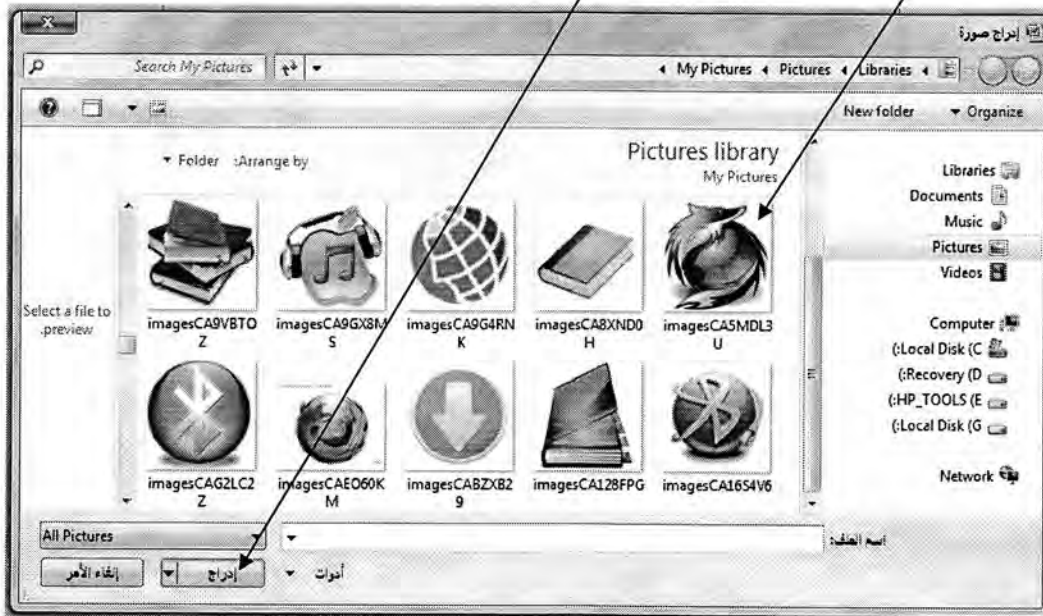 إدراج صورة
Libraries
Pictures
My Pictures
Search My Pictures
Organize
New folder
Libraries
Documents
Music
Pictures
Videos
Computer
(:Local Disk (C
(:Recovery (D
(:HP_TOOLS (E
(:Local Disk (G
Network
Pictures library
My Pictures
:Arrange by
Folder
imagesCA5MDL3
U
imagesCA8XND0
H
imagesCA9G4RN
K
imagesCA9GX8M
S
imagesCA9VBTO
Z
imagesCA16S4V6
imagesCA128FPG
imagesCABZXB2
9
imagesCAEO60K
M
imagesCAG2LC2
Z
Select a file to
.preview
اسم الملف:
All Pictures
أدوات
إدراج
إلغاء الأمر